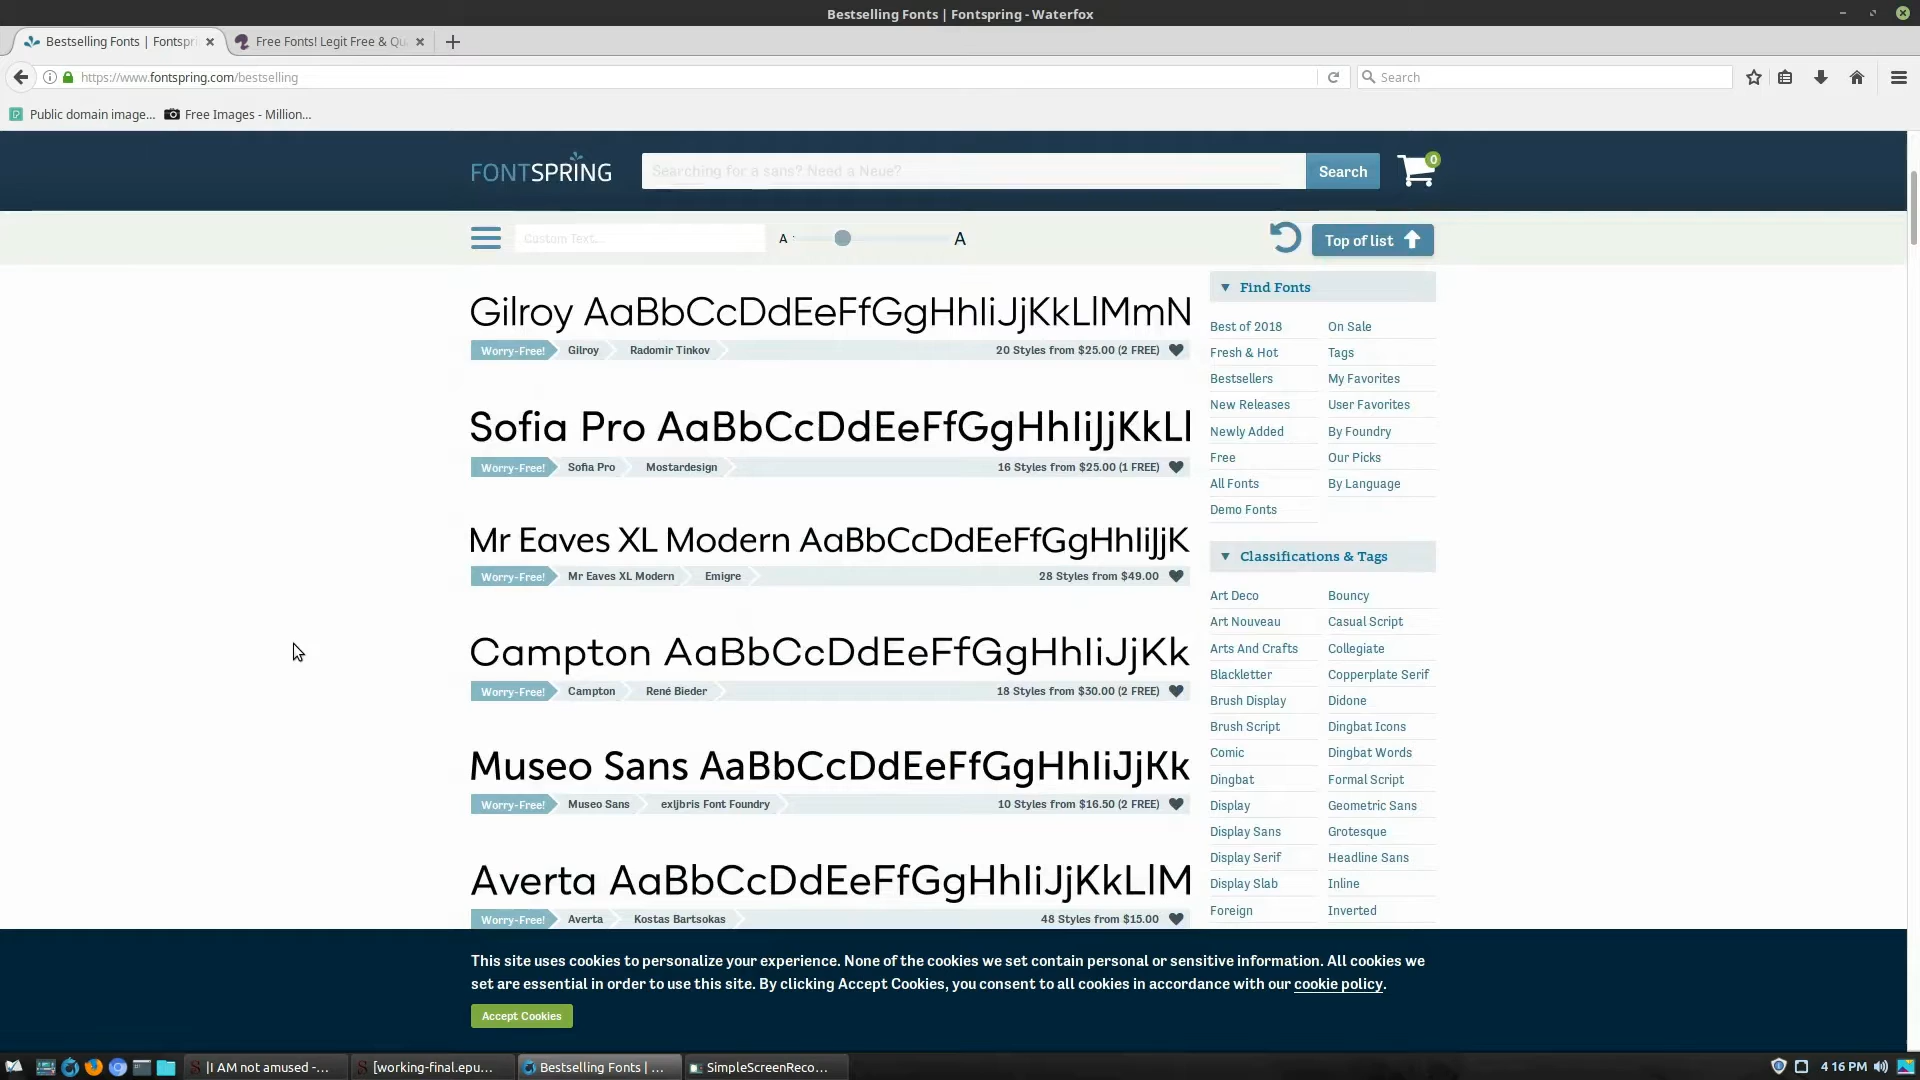 Bestselling Fonts | Fontspring - Waterfox
Bestselling Fonts | Fontspri
Free Fonts! Legit Free & Qu
https://www.fontspring.com/bestselling
Search
Public domain image...
Free Images - Million...
FONTSPRING
Searching for a sans? Need a Neue?
Search
0
Custom Text...
A
A
Top of list
Gilroy AaBbCcDdEeFfGgHhIiJjKkLlMmN
Worry-Free! Gilroy Radomir Tinkov 20 Styles from $25.00 (2 FREE)
Sofia Pro AaBbCcDdEeFfGgHhIiJjKkLl
Worry-Free! Sofia Pro Mostardesign 16 Styles from $25.00 (1 FREE)
Mr Eaves XL Modern AaBbCcDdEeFfGgHhIiJjK
Worry-Free! Mr Eaves XL Modern Emigre 28 Styles from $49.00
Campton AaBbCcDdEeFfGgHhIiJjKk
Worry-Free! Campton René Bieder 18 Styles from $30.00 (2 FREE)
Museo Sans AaBbCcDdEeFfGgHhIiJjKk
Worry-Free! Museo Sans exljbris Font Foundry 10 Styles from $16.50 (2 FREE)
Averta AaBbCcDdEeFfGgHhIiJjKkLlM
Worry-Free! Averta Kostas Bartsokas 48 Styles from $15.00
Find Fonts
Best of 2018 On Sale
Fresh & Hot Tags
Bestsellers My Favorites
New Releases User Favorites
Newly Added By Foundry
Free Our Picks
All Fonts By Language
Demo Fonts
Classifications & Tags
Art Deco Bouncy
Art Nouveau Casual Script
Arts And Crafts Collegiate
Blackletter Copperplate Serif
Brush Display Didone
Brush Script Dingbat Icons
Comic Dingbat Words
Dingbat Formal Script
Display Geometric Sans
Display Sans Grotesque
Display Serif Headline Sans
Display Slab Inline
Foreign Inverted
This site uses cookies to personalize your experience. None of the cookies we set contain personal or sensitive information. All cookies we
set are essential in order to use this site. By clicking Accept Cookies, you consent to all cookies in accordance with our cookie policy.
Accept Cookies
|I AM not amused -...
[working-final.epu...
Bestselling Fonts | ...
SimpleScreenReco...
4 16 PM